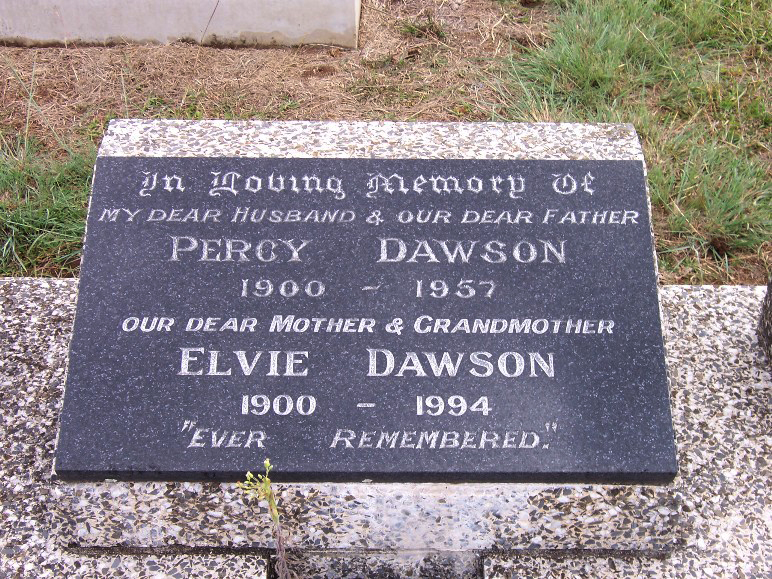 In Loving Memory Of
MY DEAR HUSBAND & OUR DEAR FATHER
PERCY DAWSON
1900 - 1957
OUR DEAR MOTHER & GRANDMOTHER
ELVIE DAWSON
1900 - 1994
"EVER REMEMBERED."